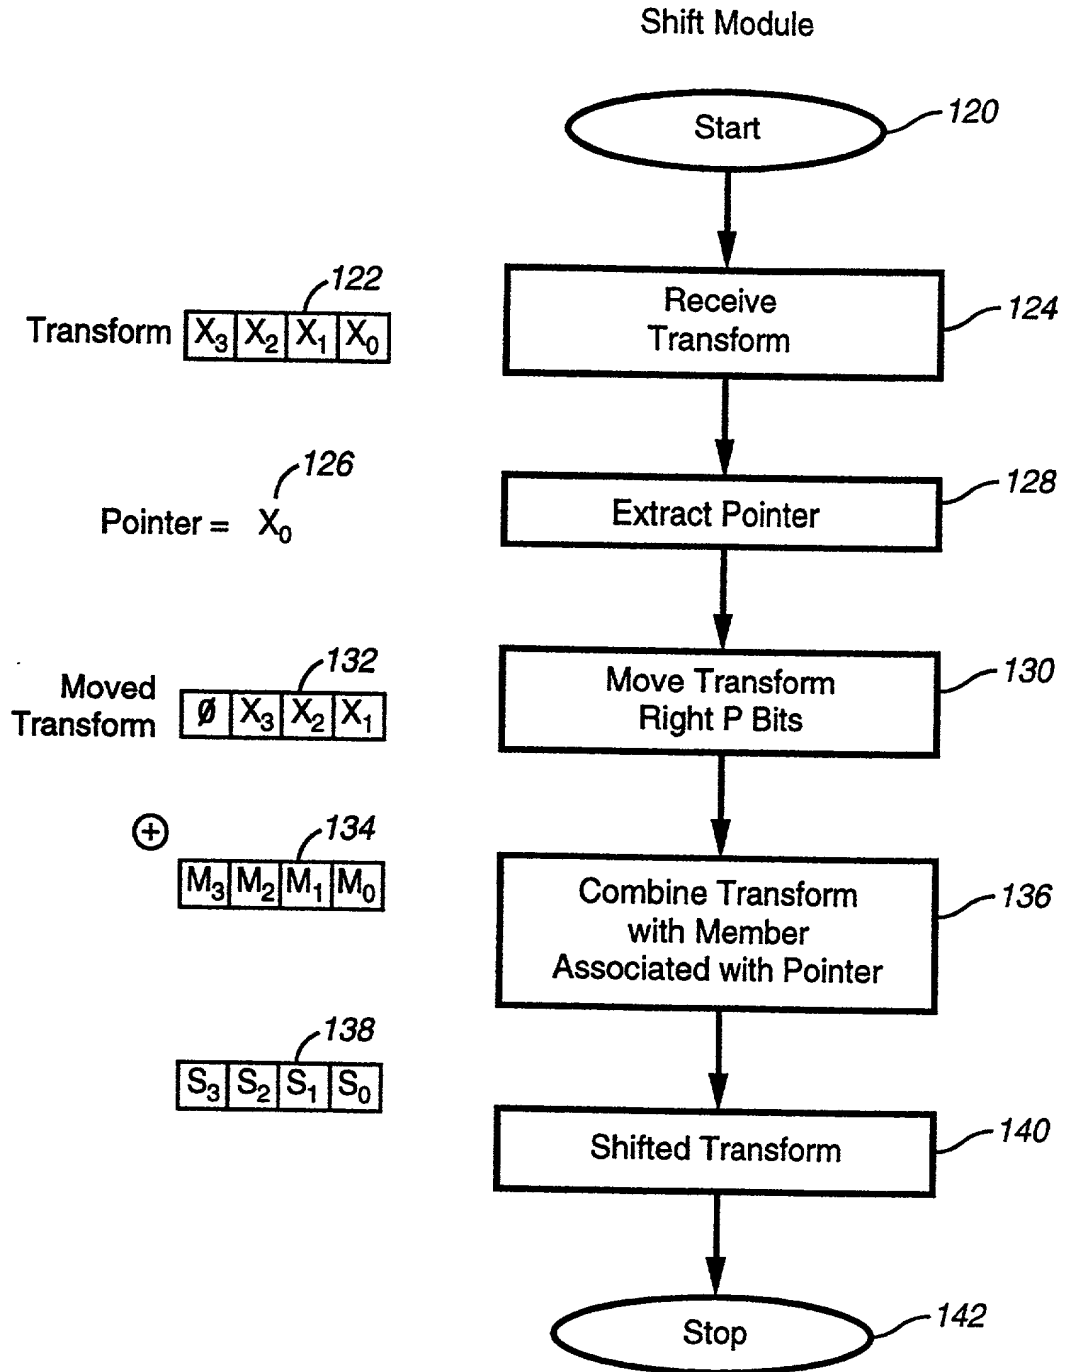 Shift Module
Start
120
122
Transform X₃ X₂ X₁ X₀
Receive
Transform
124
126
Pointer = X₀
Extract Pointer
128
132
Moved
Transform
Ø X₃ X₂ X₁
Move Transform
Right P Bits
130
⊕
134
M₃ M₂ M₁ M₀
Combine Transform
with Member
Associated with Pointer
136
138
S₃ S₂ S₁ S₀
Shifted Transform
140
Stop
142